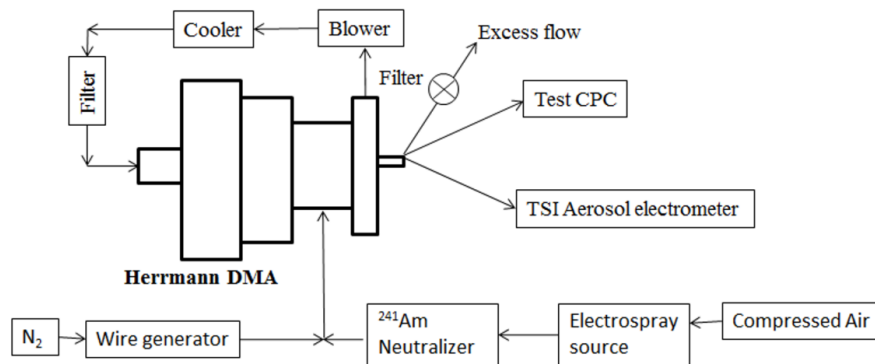 Cooler
Blower
Excess flow
Filter
Filter
Test CPC
TSI Aerosol electrometer
Herrmann DMA
N₂
Wire generator
²⁴¹Am
Neutralizer
Electrospray
source
Compressed Air